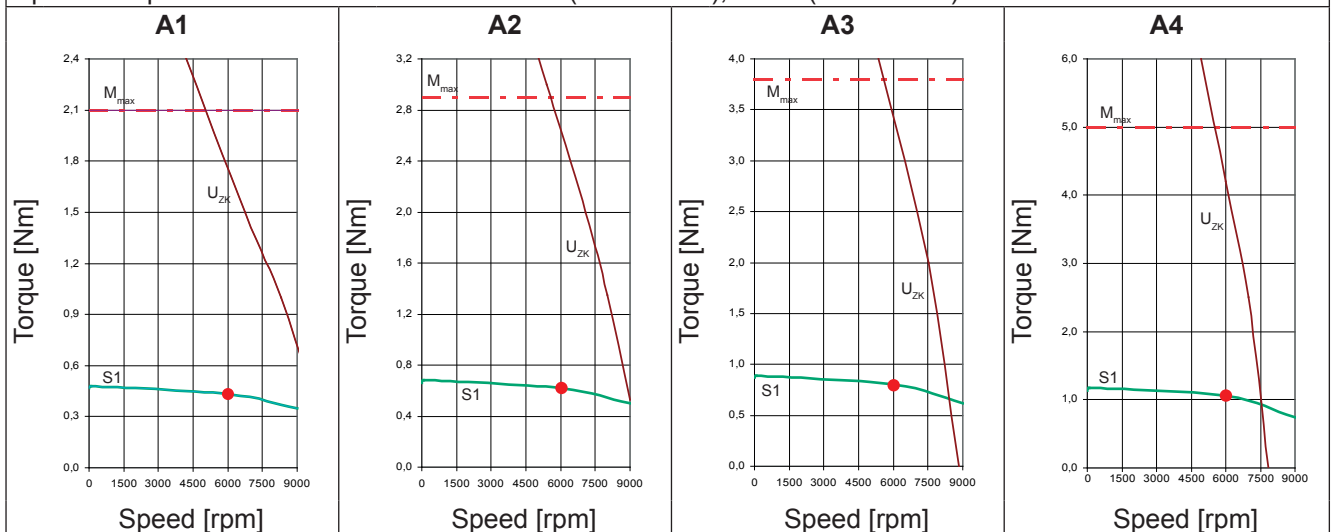 A1
2,4
2,1
1,8
1,5
1,2
0,9
0,6
0,3
0,0
M max
U ZK
S1
0 1500 3000 4500 6000 7500 9000
Torque [Nm]
Speed [rpm]
A2
3,2
2,8
2,4
2,0
1,6
1,2
0,8
0,4
0,0
M max
U ZK
S1
0 1500 3000 4500 6000 7500 9000
Torque [Nm]
Speed [rpm]
A3
4,0
3,5
3,0
2,5
2,0
1,5
1,0
0,5
0,0
M max
U ZK
S1
0 1500 3000 4500 6000 7500 9000
Torque [Nm]
Speed [rpm]
A4
6,0
5,0
4,0
3,0
2,0
1,0
0,0
M max
U ZK
S1
0 1500 3000 4500 6000 7500 9000
Torque [Nm]
Speed [rpm]